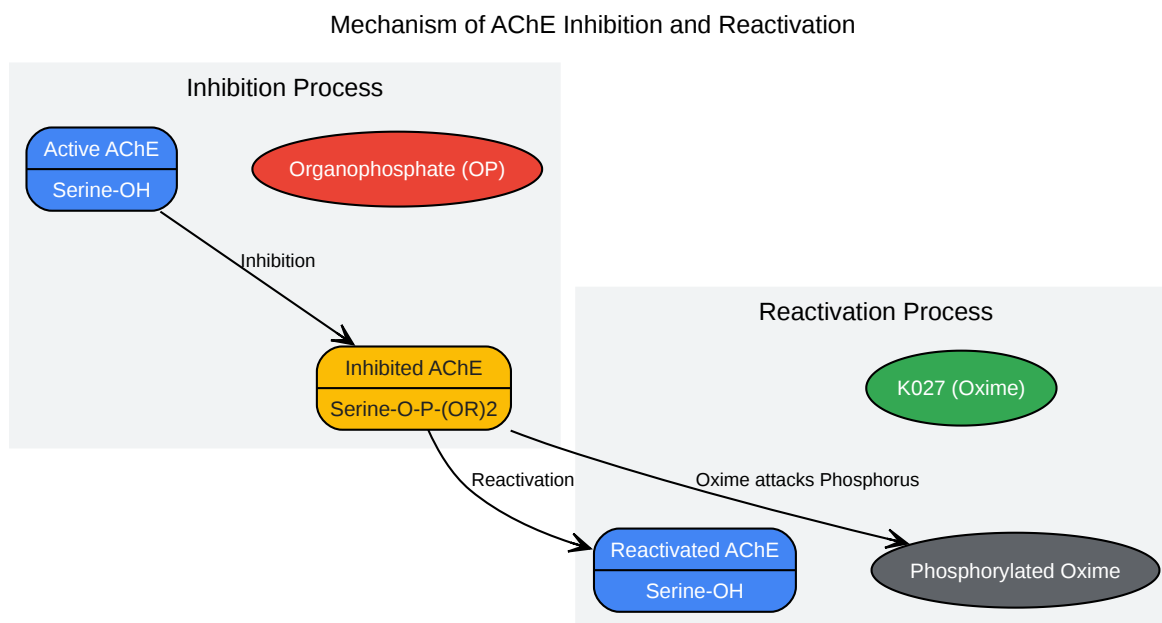 Mechanism of AChE Inhibition and Reactivation
Inhibition Process
Active AChE
Serine-OH
Organophosphate (OP)
Inhibition
Inhibited AChE
Serine-O-P-(OR)2
Reactivation Process
K027 (Oxime)
Reactivation
Oxime attacks Phosphorus
Reactivated AChE
Serine-OH
Phosphorylated Oxime